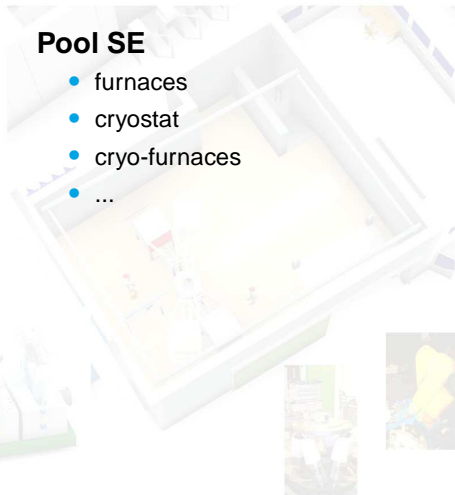 Pool SE
• furnaces
• cryostat
• cryo-furnaces
• ...